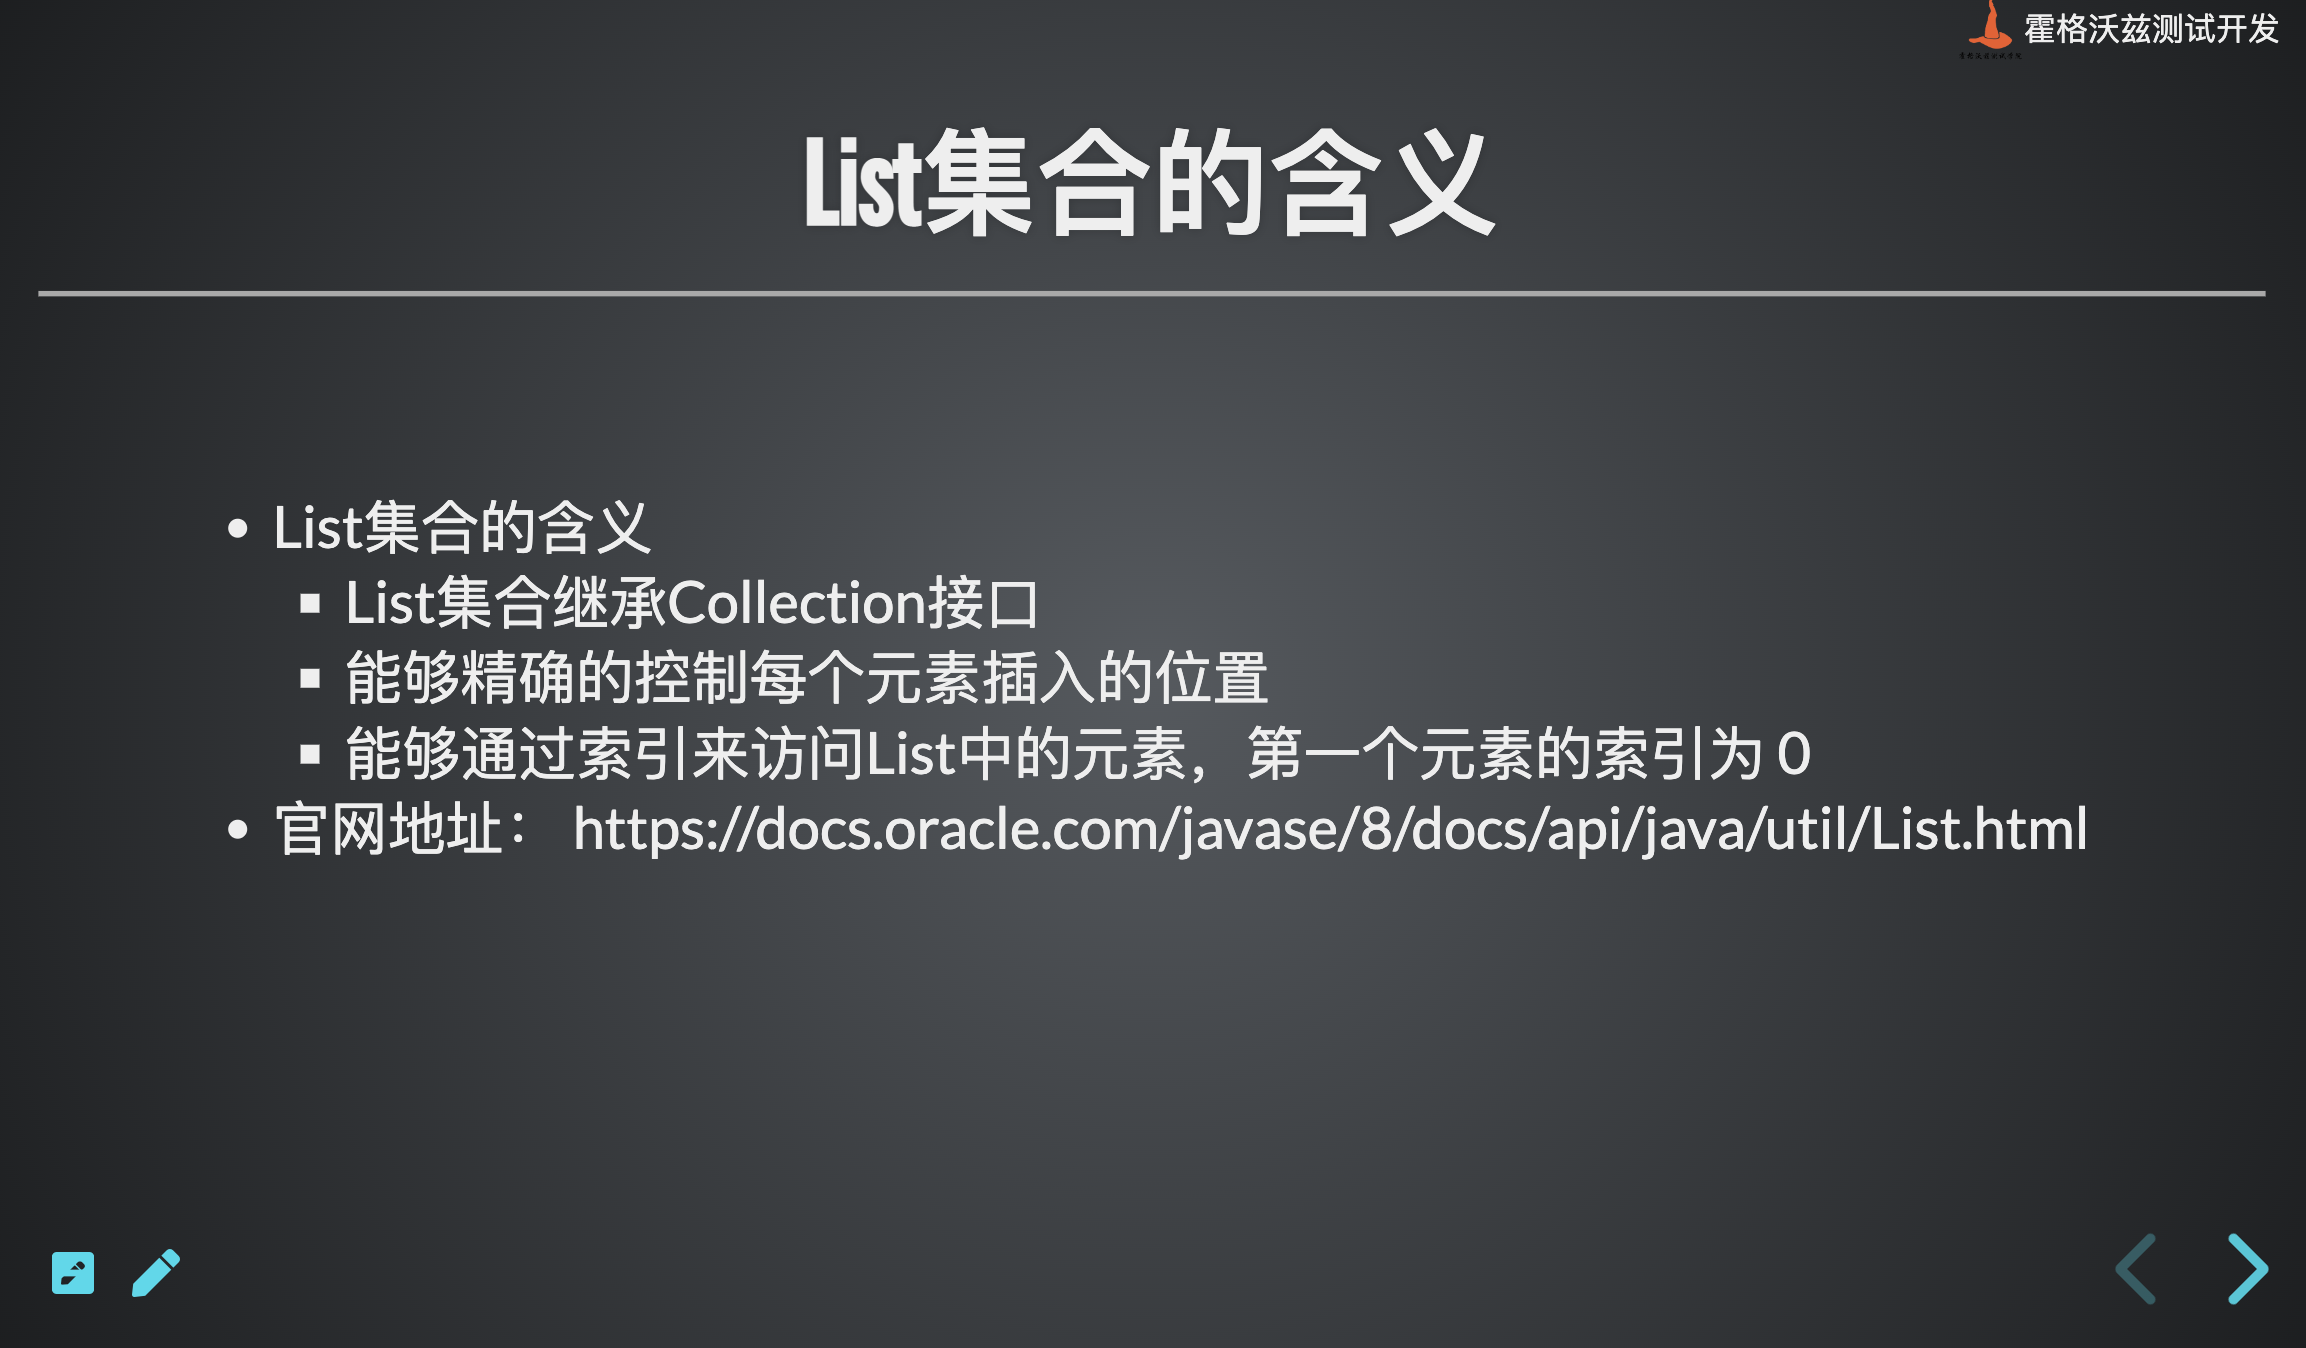 霍格沃兹测试开发
List集合的含义
List集合的含义
List集合继承Collection接口
能够精确的控制每个元素插入的位置
能够通过索引来访问List中的元素，第一个元素的索引为 0
官网地址： https://docs.oracle.com/javase/8/docs/api/java/util/List.html